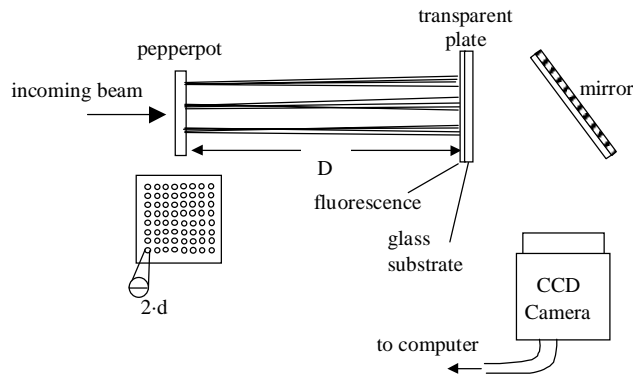 transparent
plate
pepperpot
incoming beam
mirror
D
fluorescence
glass
substrate
2·d
CCD
Camera
to computer